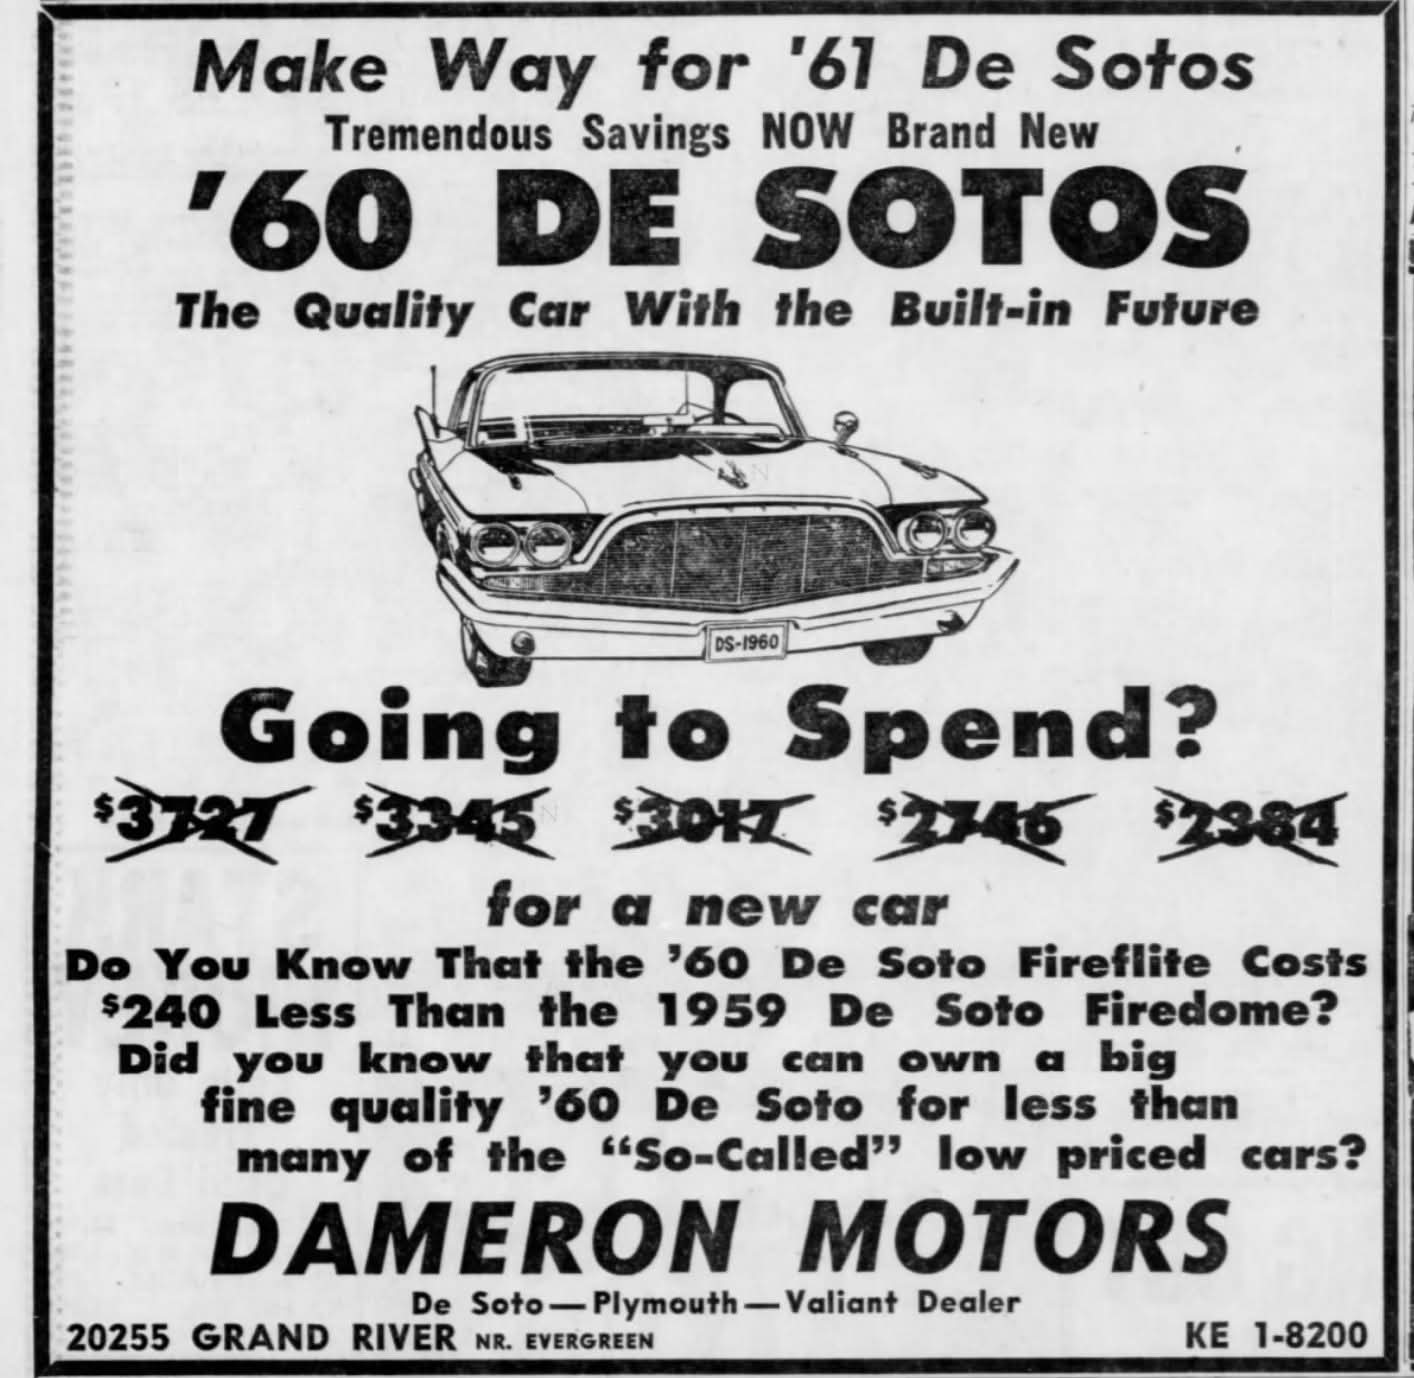 Make Way for '61 De Sotos
Tremendous Savings NOW Brand New
'60 DE SOTOS
The Quality Car With the Built-in Future
DS-1960
Going to Spend?
$3727 $3345 $3017 $2746 $2384
for a new car
Do You Know That the '60 De Soto Fireflite Costs
$240 Less Than the 1959 De Soto Firedome?
Did you know that you can own a big
fine quality '60 De Soto for less than
many of the "So-Called" low priced cars?
DAMERON MOTORS
De Soto—Plymouth—Valiant Dealer
20255 GRAND RIVER NR. EVERGREEN KE 1-8200